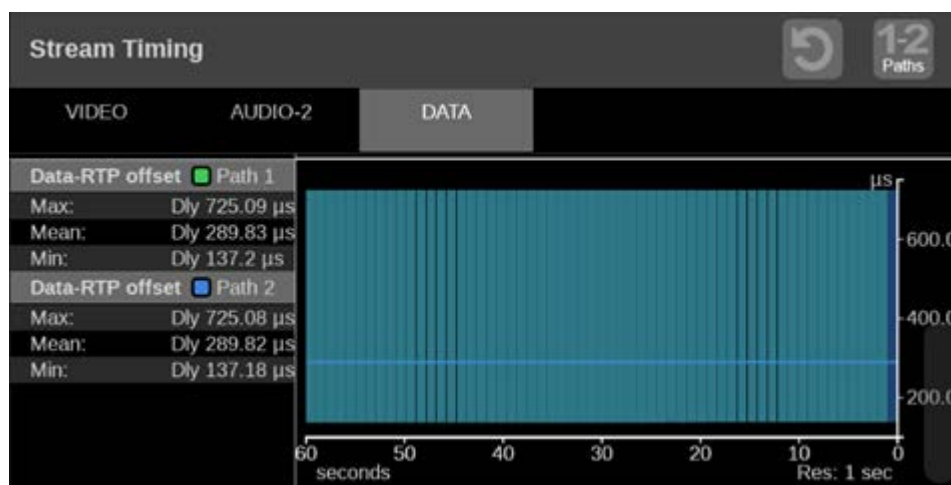 Stream Timing
1-2
Paths
VIDEO AUDIO-2 DATA
Data-RTP offset Path 1
Max: Dly 725.09 µs
Mean: Dly 289.83 µs
Min: Dly 137.2 µs
Data-RTP offset Path 2
Max: Dly 725.08 µs
Mean: Dly 289.82 µs
Min: Dly 137.18 µs
µs
600.0
400.0
200.0
60 50 40 30 20 10 0
seconds Res: 1 sec